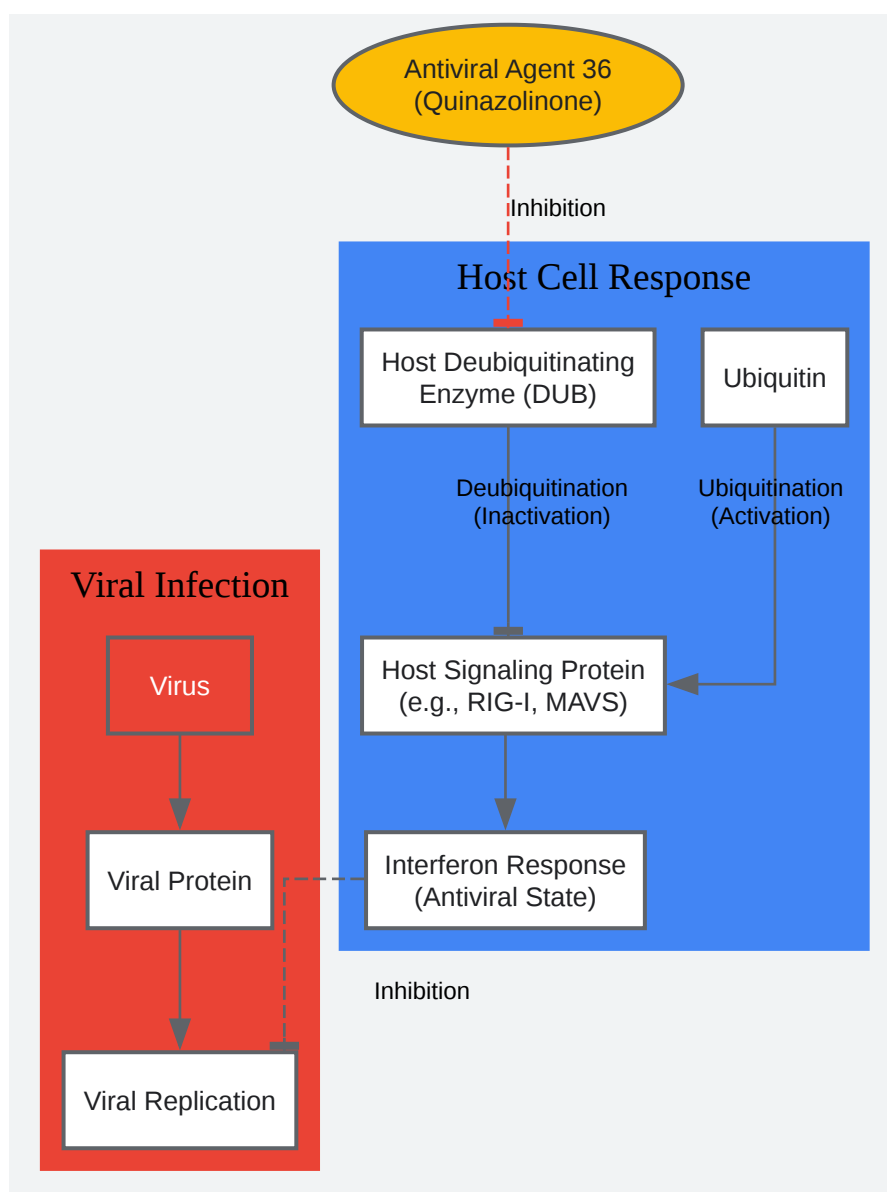 Antiviral Agent 36
(Quinazolinone)
Inhibition
Host Cell Response
Host Deubiquitinating
Enzyme (DUB)
Ubiquitin
Deubiquitination
(Inactivation)
Ubiquitination
(Activation)
Viral Infection
Virus
Host Signaling Protein
(e.g., RIG-I, MAVS)
Viral Protein
Interferon Response
(Antiviral State)
Inhibition
Viral Replication